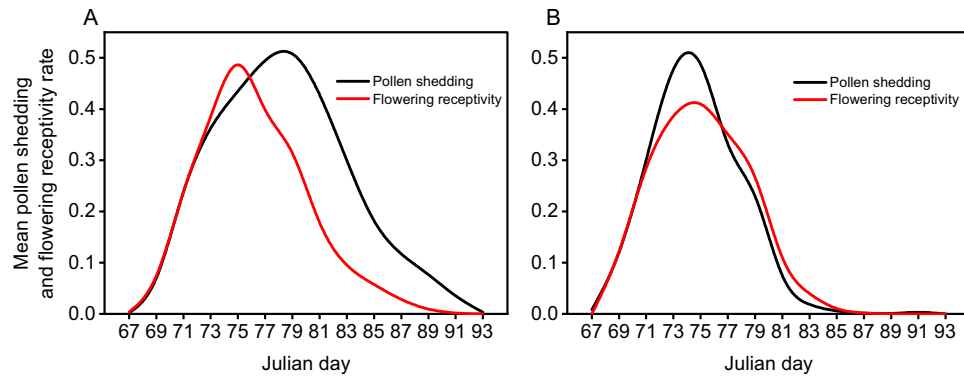 A
B
Mean pollen shedding
and flowering receptivity rate
0.5
0.4
0.3
0.2
0.1
0.0
Pollen shedding
Flowering receptivity
67 69 71 73 75 77 79 81 83 85 87 89 91 93
Julian day
0.5
0.4
0.3
0.2
0.1
0.0
Pollen shedding
Flowering receptivity
67 69 71 73 75 77 79 81 83 85 87 89 91 93
Julian day